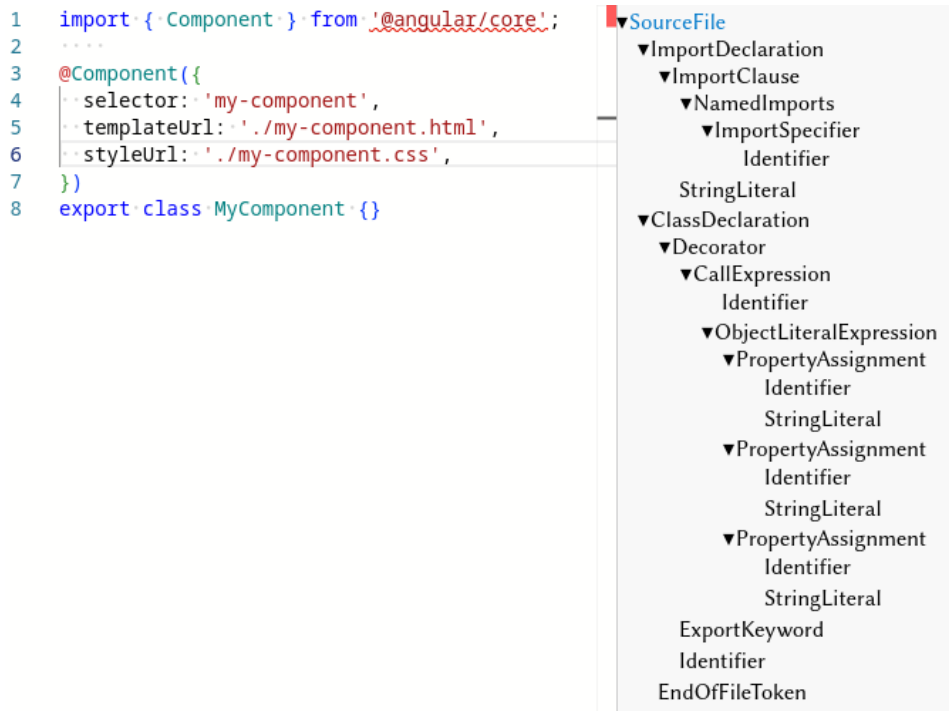 1 import { Component } from '@angular/core';
2
3 @Component({
4 selector: 'my-component',
5 templateUrl: './my-component.html',
6 styleUrl: './my-component.css',
7 })
8 export class MyComponent {}
▼SourceFile
▼ImportDeclaration
▼ImportClause
▼NamedImports
▼ImportSpecifier
Identifier
StringLiteral
▼ClassDeclaration
▼Decorator
▼CallExpression
Identifier
▼ObjectLiteralExpression
▼PropertyAssignment
Identifier
StringLiteral
▼PropertyAssignment
Identifier
StringLiteral
▼PropertyAssignment
Identifier
StringLiteral
ExportKeyword
Identifier
EndOfFileToken